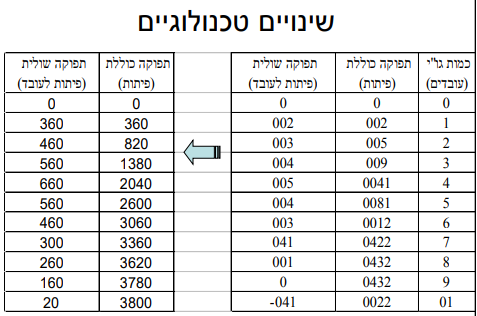 שינויים טכנולוגיים
כמות גו"י תפוקה כוללת תפוקה שולית תפוקה כוללת תפוקה שולית
(עובדים) (פיתות) (פיתות לעובד) (פיתות) (פיתות לעובד)
0 0 0 0 0
1 002 002 360 360
2 005 003 820 460
3 009 004 1380 560
4 0041 005 2040 660
5 0081 004 2600 560
6 0012 003 3060 460
7 0422 041 3360 300
8 0432 001 3620 260
9 0432 0 3780 160
01 0022 -041 3800 20